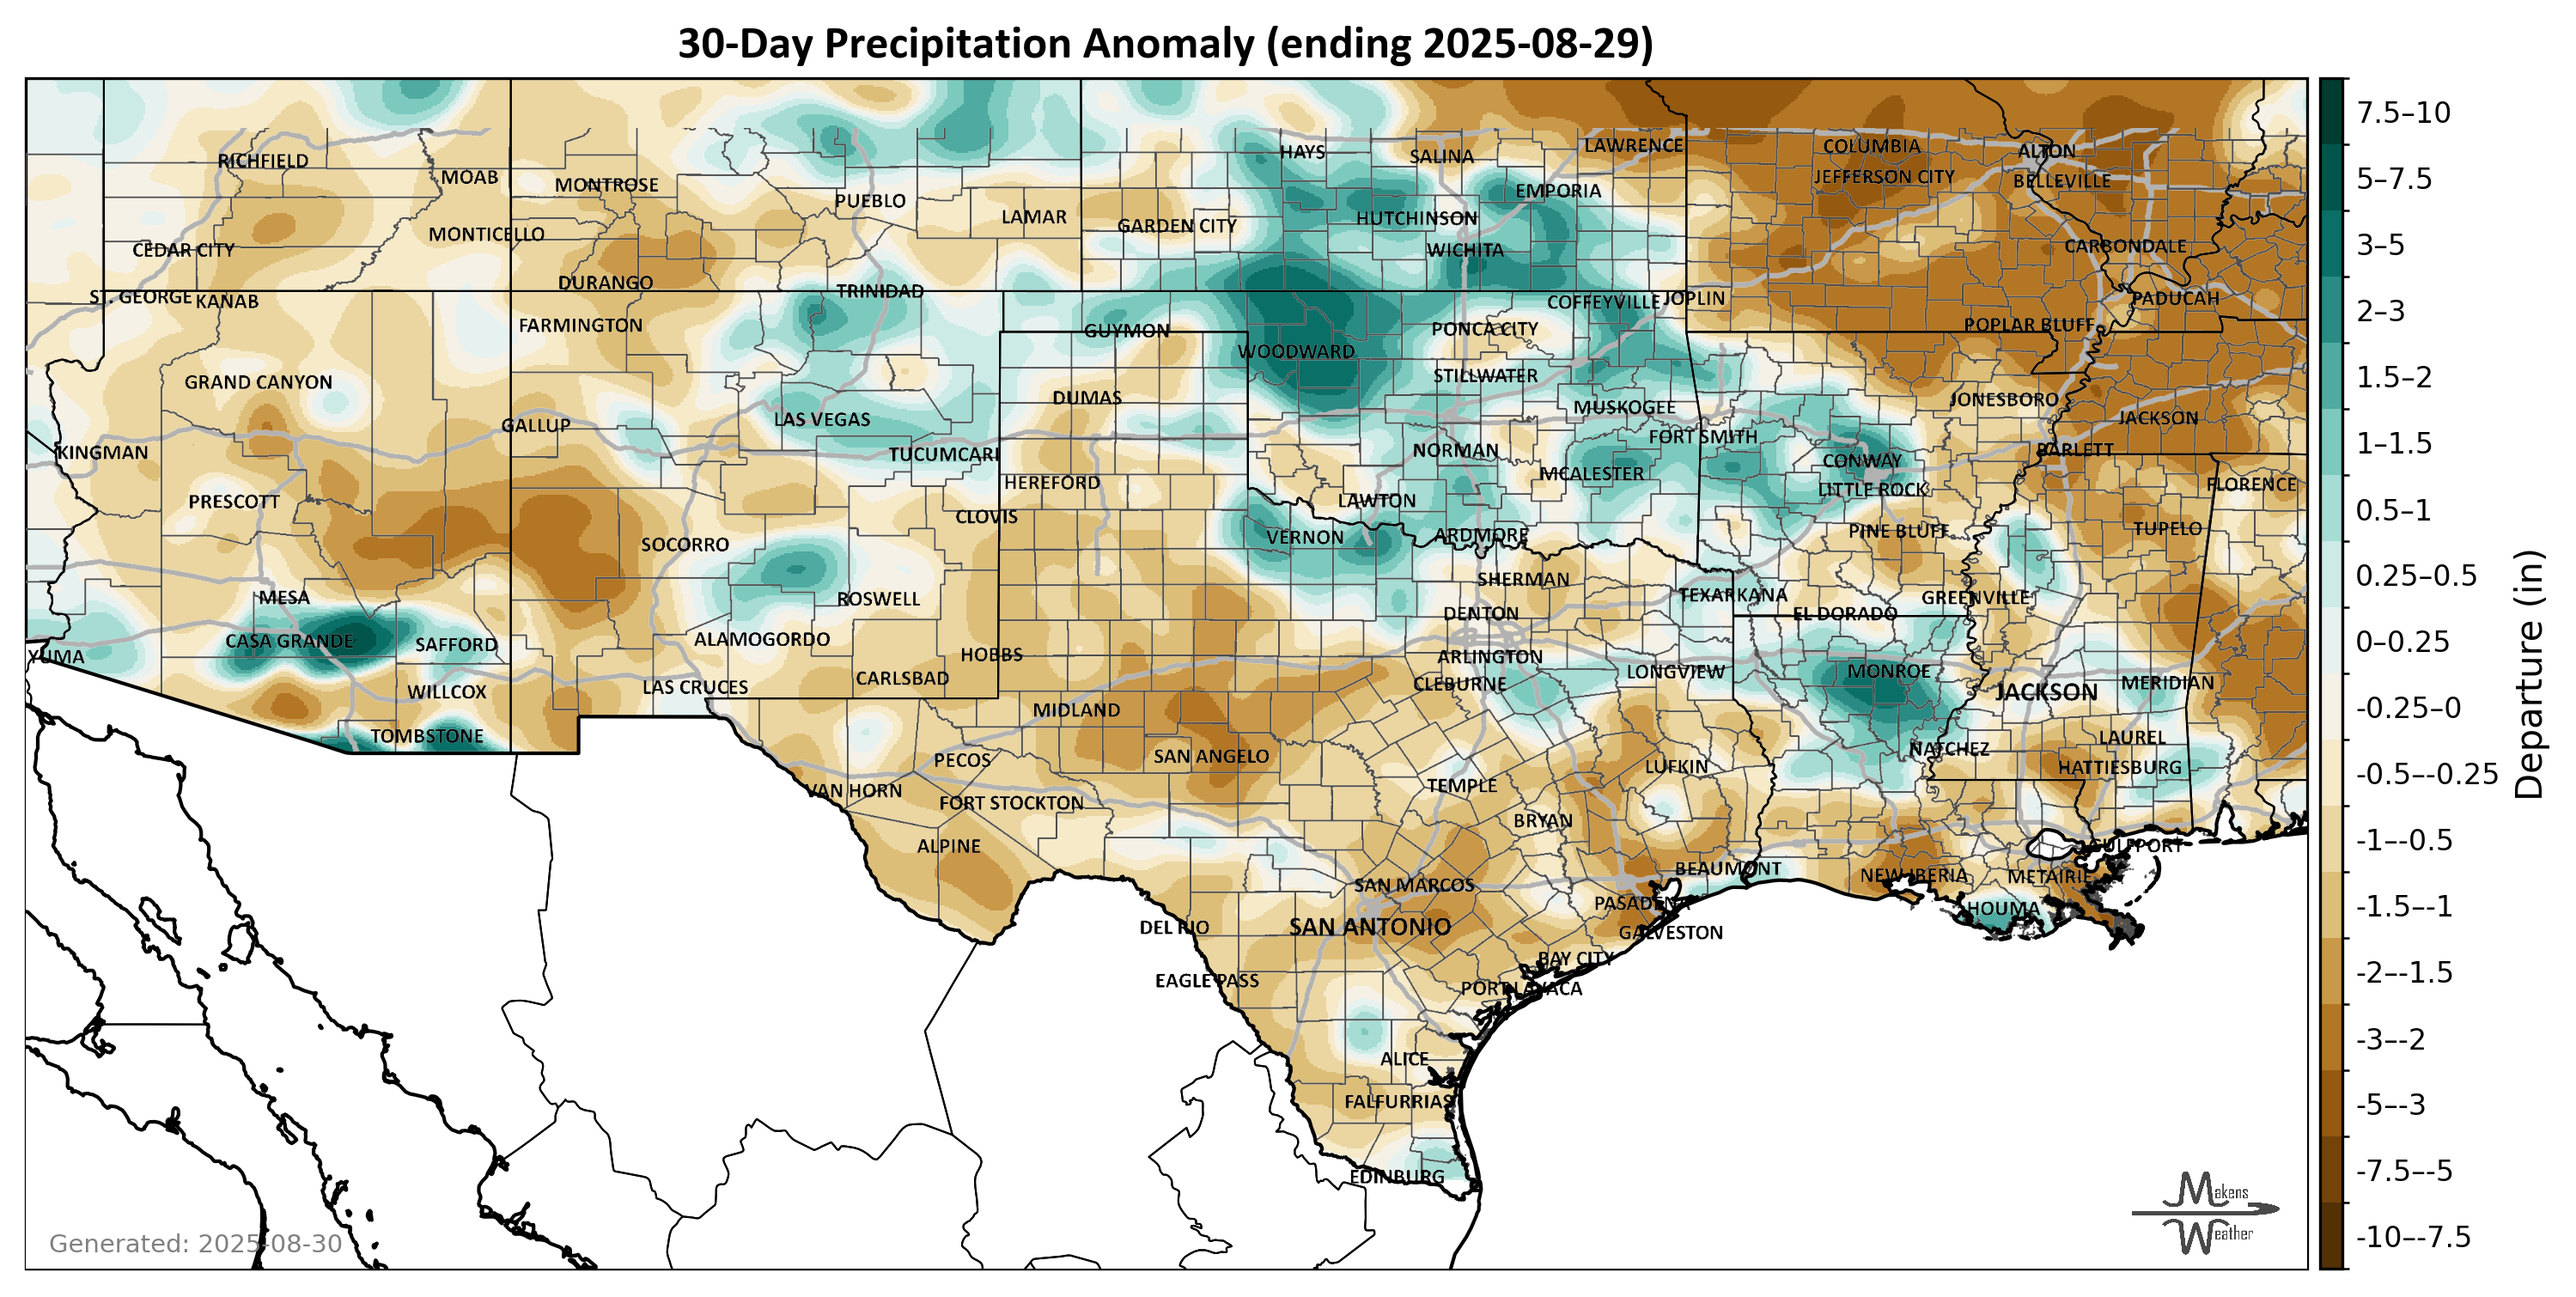 30-Day Precipitation Anomaly (ending 2025-08-29)
HAYS
SALINA
LAWRENCE
COLUMBIA
ALTON
RICHFIELD
MOAB
MONTROSE
EMPORIA
JEFFERSON CITY
BELLEVILLE
PUEBLO
LAMAR
GARDEN CITY
HUTCHINSON
MONTICELLO
CEDAR CITY
WICHITA
CARBONDALE
DURANGO
TRINIDAD
ST. GEORGE
KANAB
COFFEYVILLE
JOPLIN
PADUCAH
FARMINGTON
GUYMON
PONCA CITY
POPLAR BLUFF
WOODWARD
GRAND CANYON
STILLWATER
DUMAS
MUSKOGEE
JONESBORO
JACKSON
GALLUP
LAS VEGAS
FORT SMITH
KINGMAN
TUCUMCARI
NORMAN
CONWAY
BARLETT
HEREFORD
MCALESTER
LITTLE ROCK
FLORENCE
PRESCOTT
LAWTON
CLOVIS
SOCORRO
VERNON
ARDMORE
PINE BLUFF
TUPELO
SHERMAN
MESA
ROSWELL
TEXARKANA
GREENVILLE
DENTON
EL DORADO
CASA GRANDE
SAFFORD
ALAMOGORDO
YUMA
HOBBS
ARLINGTON
LONGVIEW
MONROE
WILLCOX
LAS CRUCES
CARLSBAD
CLEBURNE
JACKSON
MERIDIAN
MIDLAND
TOMBSTONE
PECOS
SAN ANGELO
NATCHEZ
LAUREL
LUFKIN
HATTIESBURG
VAN HORN
FORT STOCKTON
TEMPLE
BRYAN
ALPINE
GULFPORT
BEAUMONT
NEW IBERIA
METAIRIE
SAN MARCOS
PASADENA
HOUMA
DEL RIO
SAN ANTONIO
GALVESTON
BAY CITY
EAGLE PASS
PORT LAVACA
ALICE
FALFURRIAS
EDINBURG
Generated: 2025-08-30
Makens
Weather
7.5–10
5–7.5
3–5
2–3
1.5–2
1–1.5
0.5–1
0.25–0.5
0–0.25
-0.25–0
-0.5–-0.25
-1–-0.5
-1.5–-1
-2–-1.5
-3–-2
-5–-3
-7.5–-5
-10–-7.5
Departure (in)